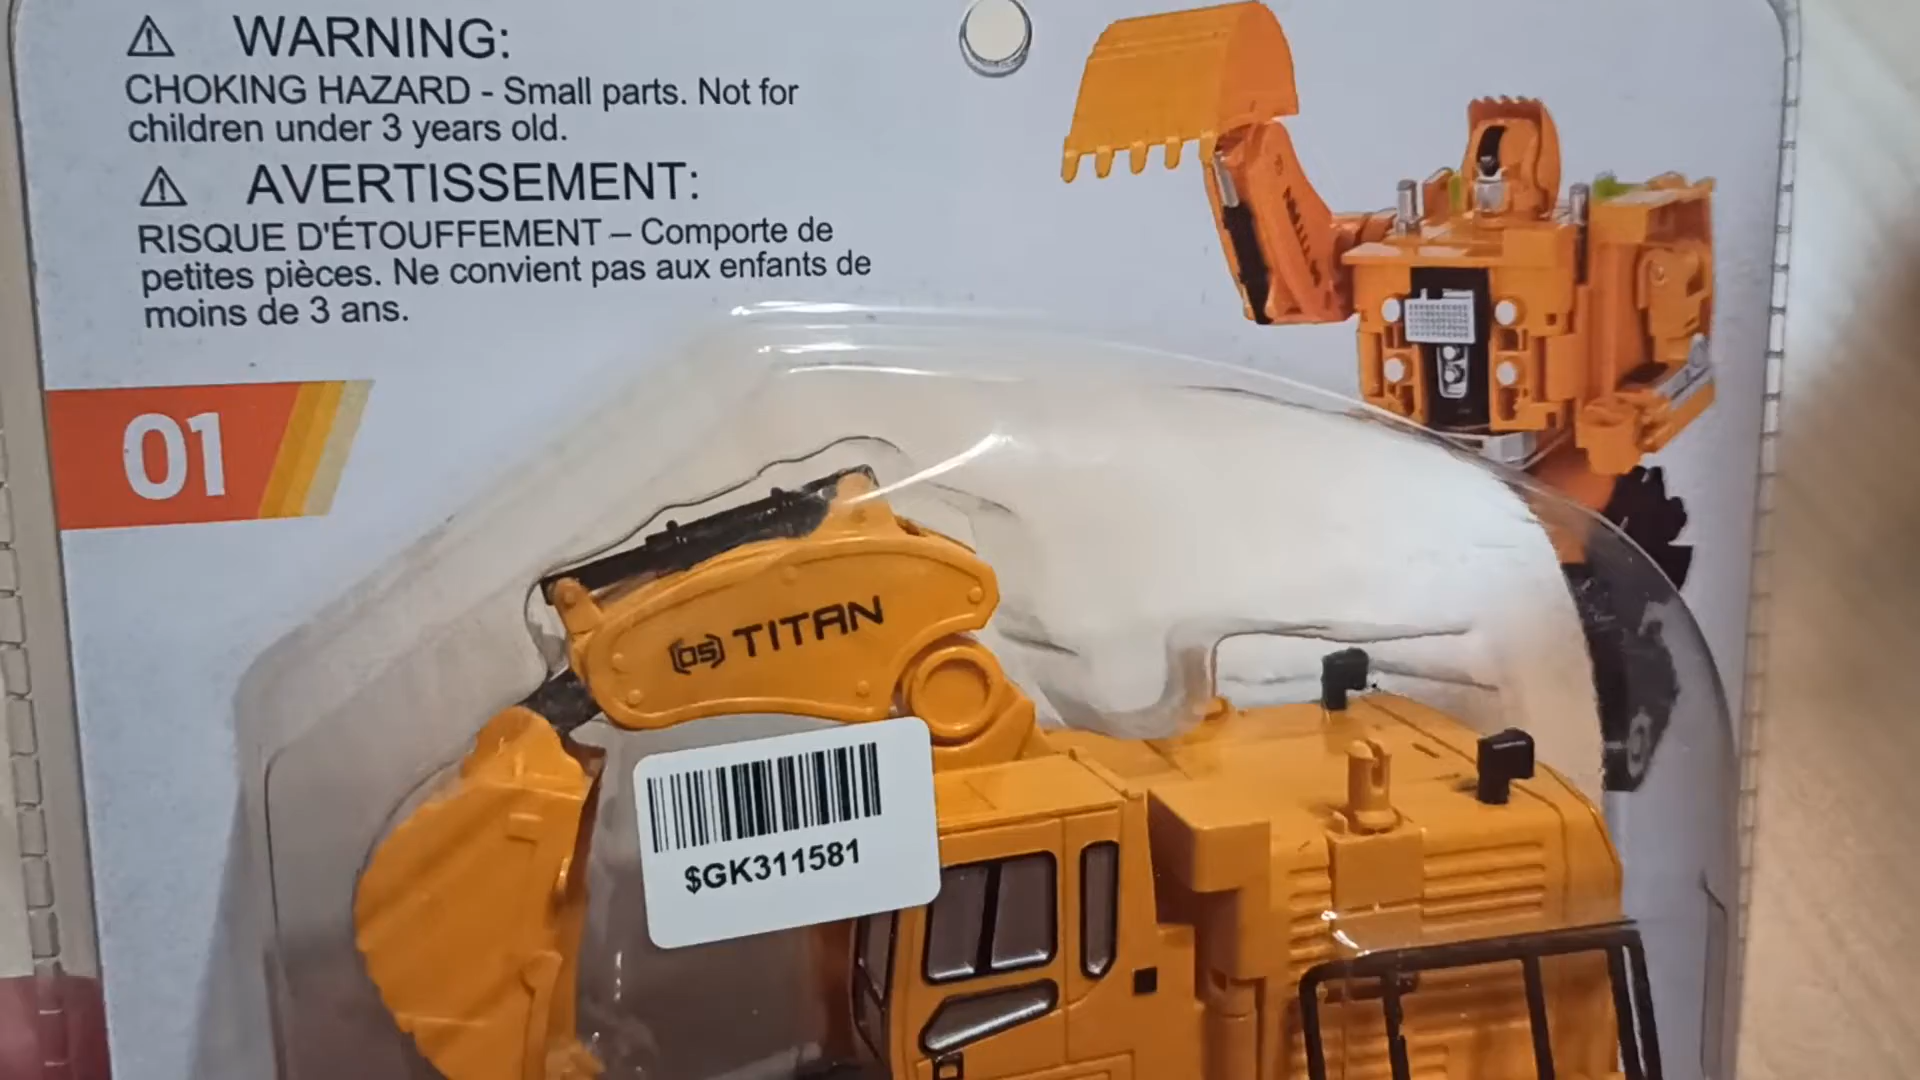 ⚠ WARNING:
CHOKING HAZARD - Small parts. Not for
children under 3 years old.
⚠ AVERTISSEMENT:
RISQUE D'ÉTOUFFEMENT – Comporte de
petites pièces. Ne convient pas aux enfants de
moins de 3 ans.
01
TITAN
$GK311581